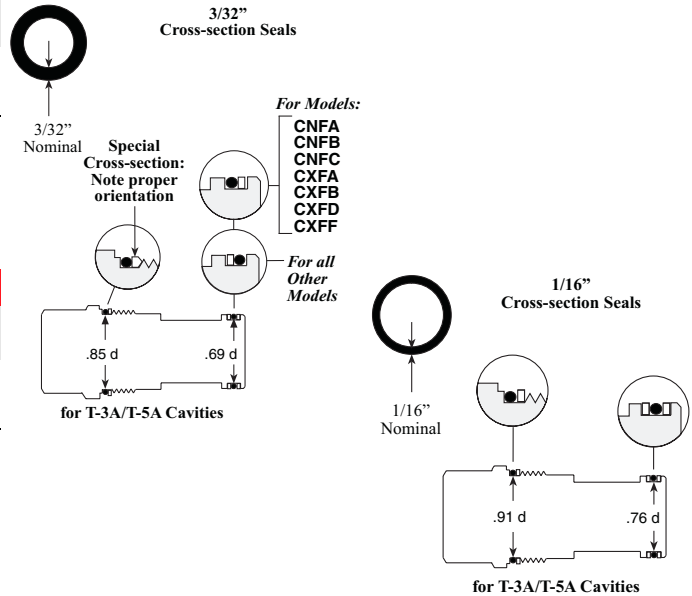 3/32”
Cross-section Seals
3/32”
Nominal
Special
Cross-section:
Note proper
orientation
For Models:
CNFA
CNFB
CNFC
CXFA
CXFB
CXFD
CXFF
For all
Other
Models
.85 d
.69 d
for T-3A/T-5A Cavities
1/16”
Cross-section Seals
1/16”
Nominal
.91 d
.76 d
for T-3A/T-5A Cavities